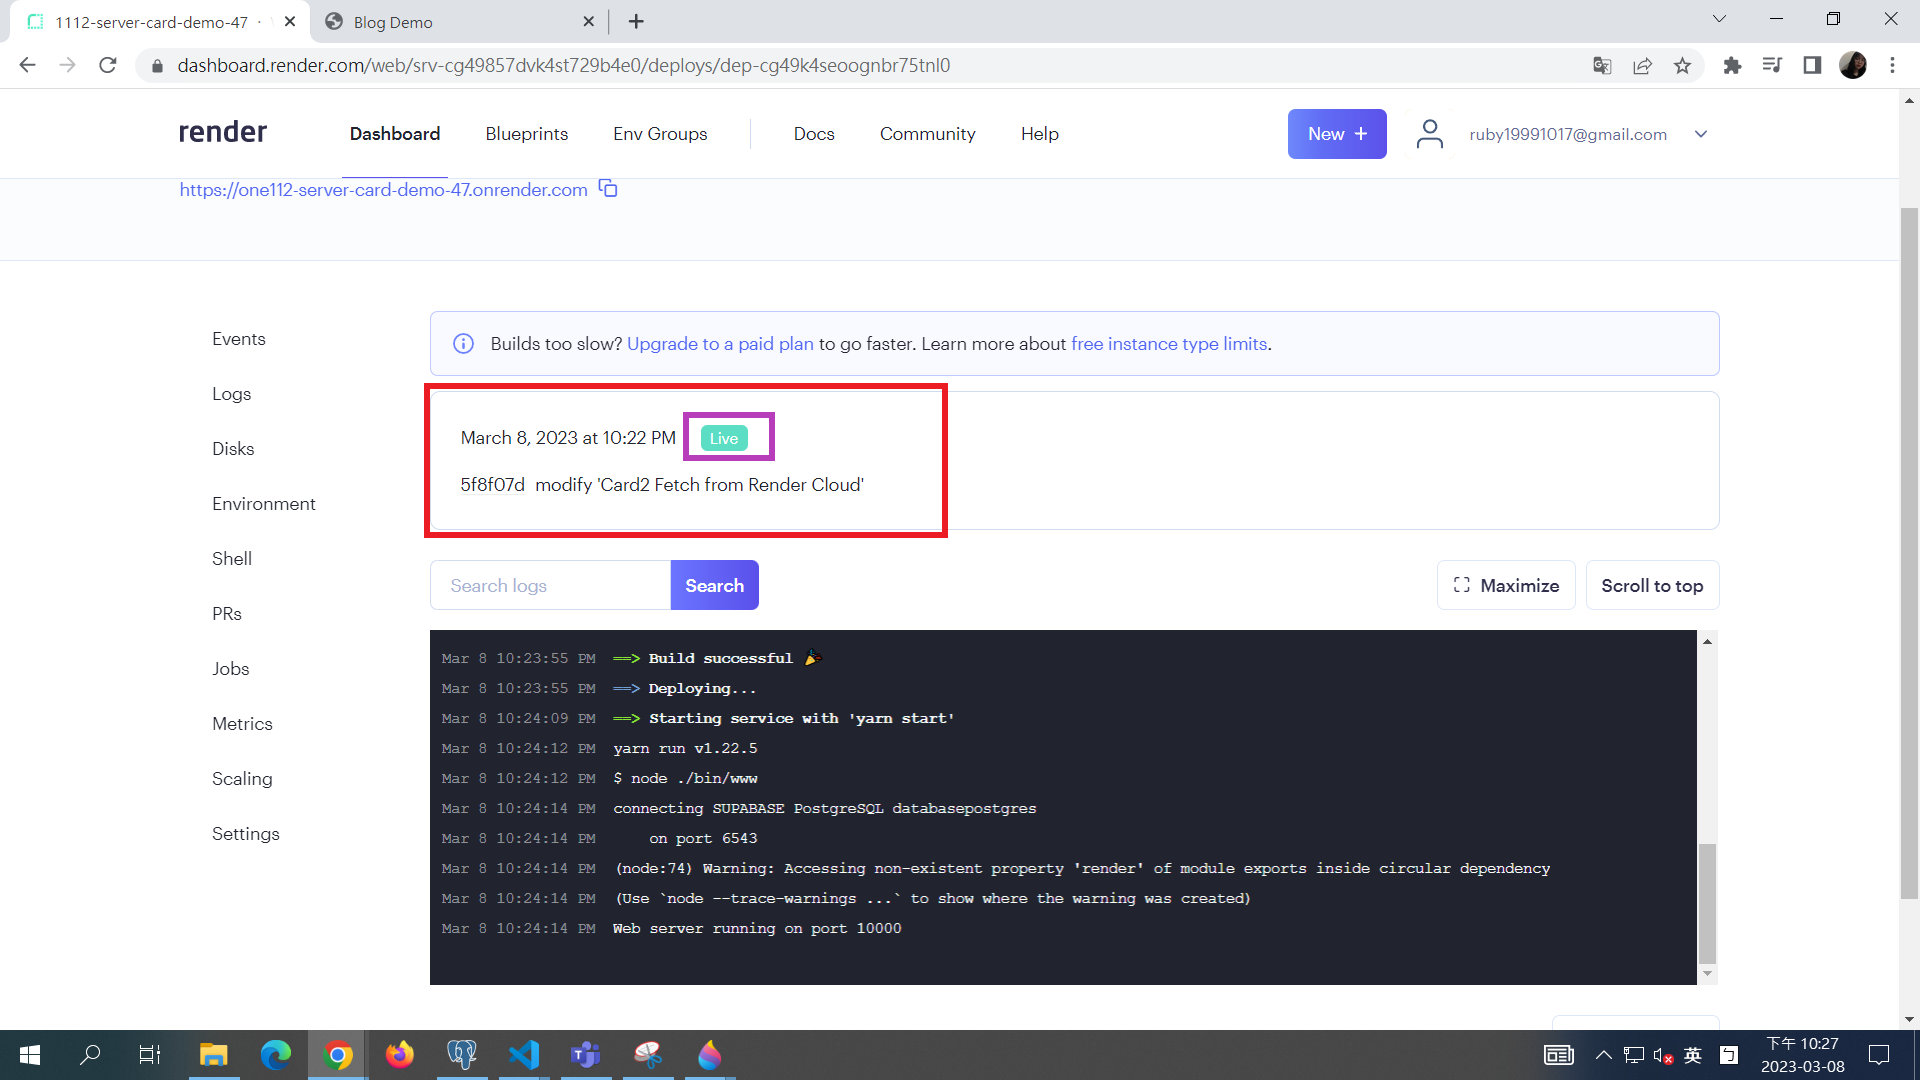 1112-server-card-demo-47 ·
Blog Demo
dashboard.render.com/web/srv-cg49857dvk4st729b4e0/deploys/dep-cg49k4seoognbr75tnl0
render
Dashboard
Blueprints
Env Groups
Docs
Community
Help
New +
ruby19991017@gmail.com
https://one112-server-card-demo-47.onrender.com
Events
Logs
Disks
Environment
Shell
PRs
Jobs
Metrics
Scaling
Settings
Builds too slow? Upgrade to a paid plan to go faster. Learn more about free instance type limits.
March 8, 2023 at 10:22 PM Live
5f8f07d modify 'Card2 Fetch from Render Cloud'
Search logs
Search
Maximize
Scroll to top
Mar 8 10:23:55 PM ==> Build successful 🎉
Mar 8 10:23:55 PM ==> Deploying...
Mar 8 10:24:09 PM ==> Starting service with 'yarn start'
Mar 8 10:24:12 PM yarn run v1.22.5
Mar 8 10:24:12 PM $ node ./bin/www
Mar 8 10:24:14 PM connecting SUPABASE PostgreSQL databasepostgres
Mar 8 10:24:14 PM on port 6543
Mar 8 10:24:14 PM (node:74) Warning: Accessing non-existent property 'render' of module exports inside circular dependency
Mar 8 10:24:14 PM (Use `node --trace-warnings ...` to show where the warning was created)
Mar 8 10:24:14 PM Web server running on port 10000
英
ㄅ
下午 10:27
2023-03-08